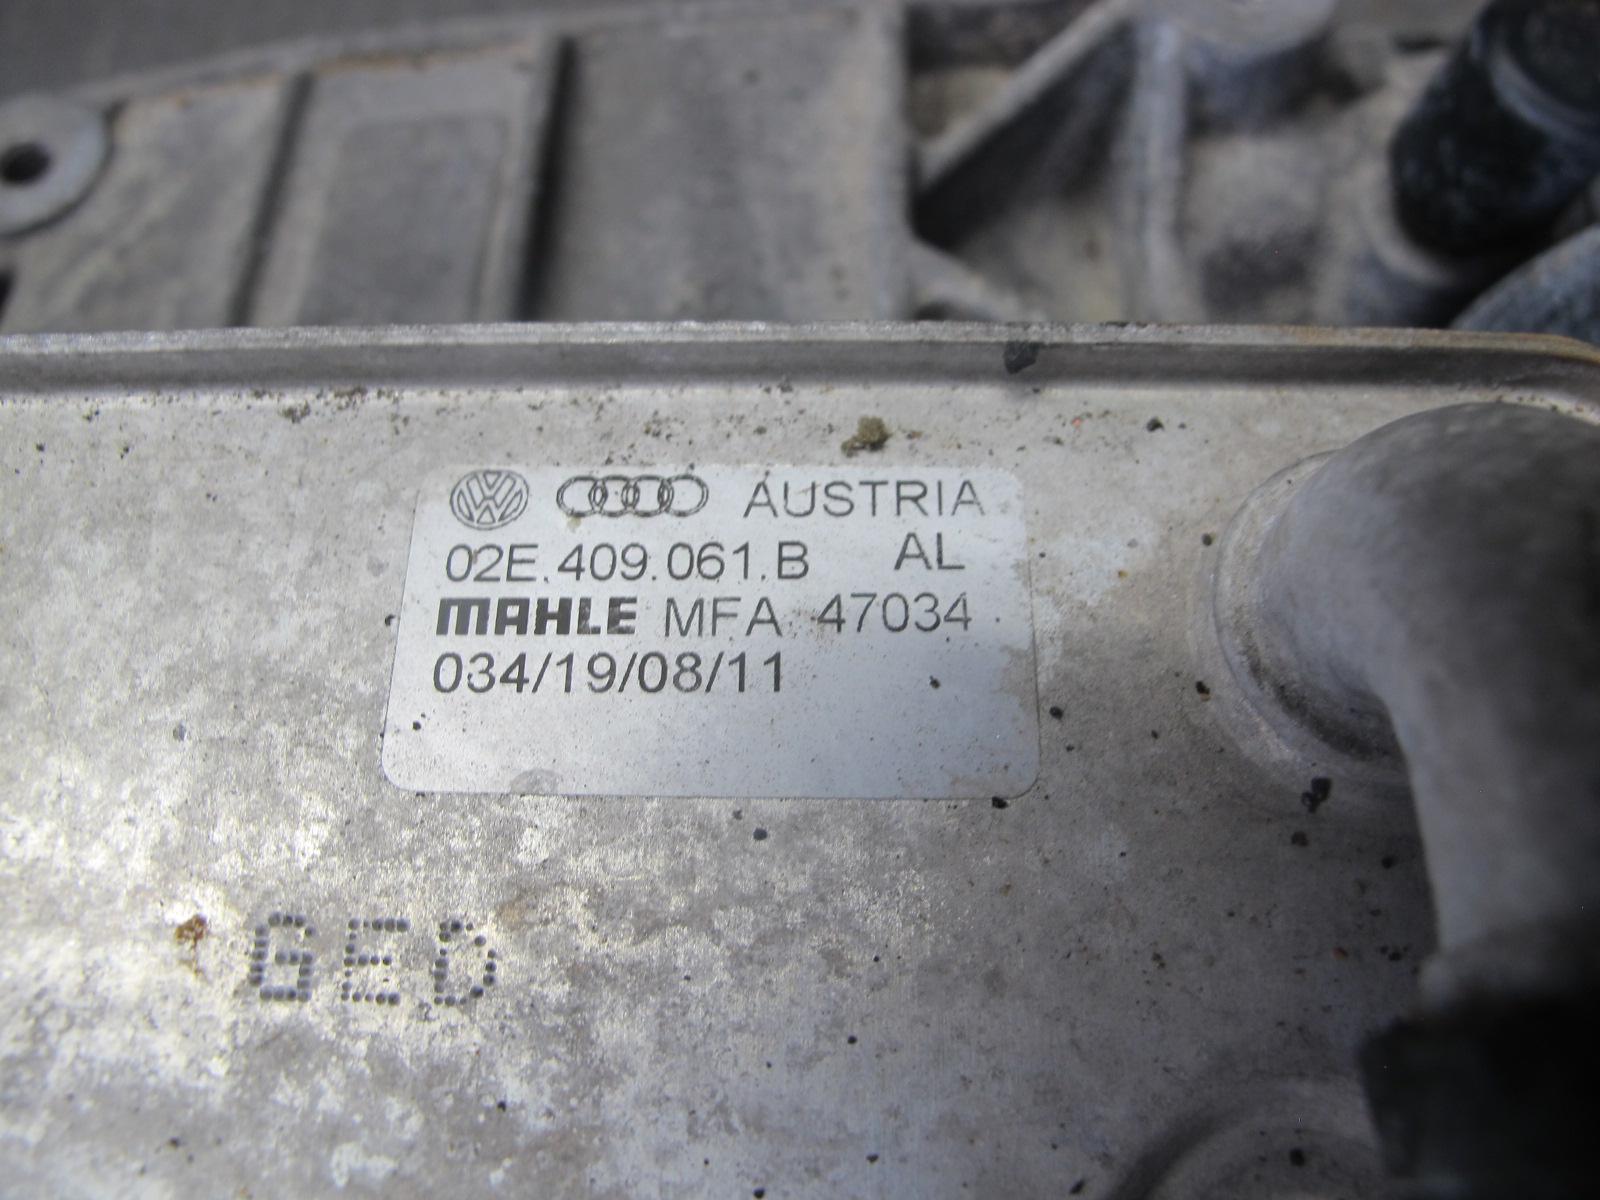 AUSTRIA
02E.409.061.B AL
MAHLE MFA 47034
034/19/08/11
GED